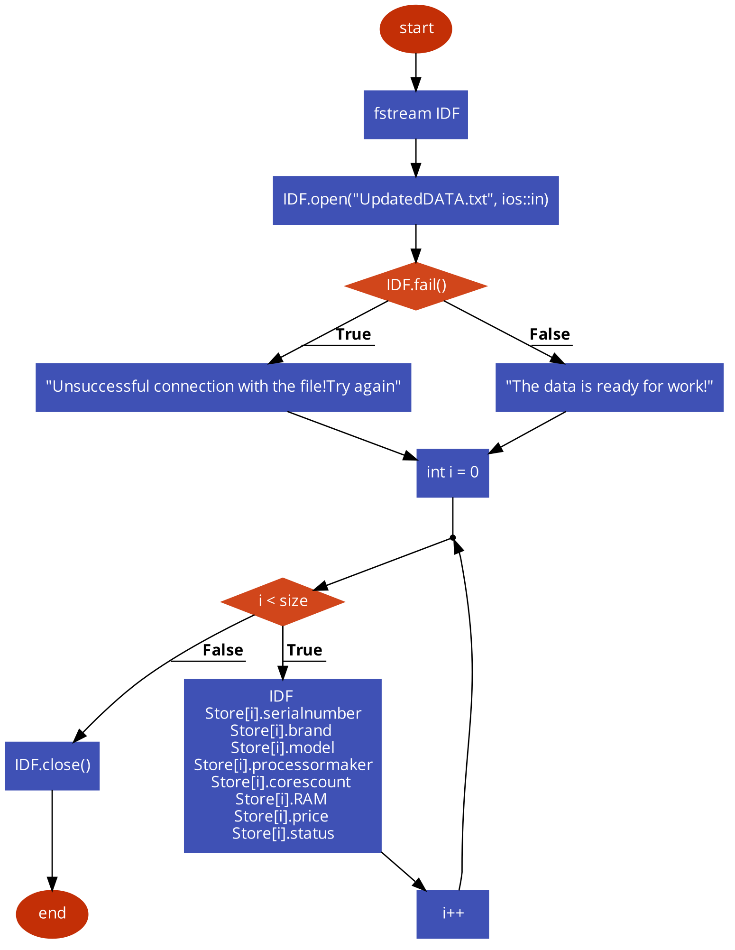 start
fstream IDF
IDF.open("UpdatedDATA.txt", ios::in)
IDF.fail()
True
False
"Unsuccessful connection with the file!Try again"
"The data is ready for work!"
int i = 0
i < size
False
True
IDF
Store[i].serialnumber
Store[i].brand
Store[i].model
Store[i].processormaker
Store[i].corescount
Store[i].RAM
Store[i].price
Store[i].status
IDF.close()
end
i++